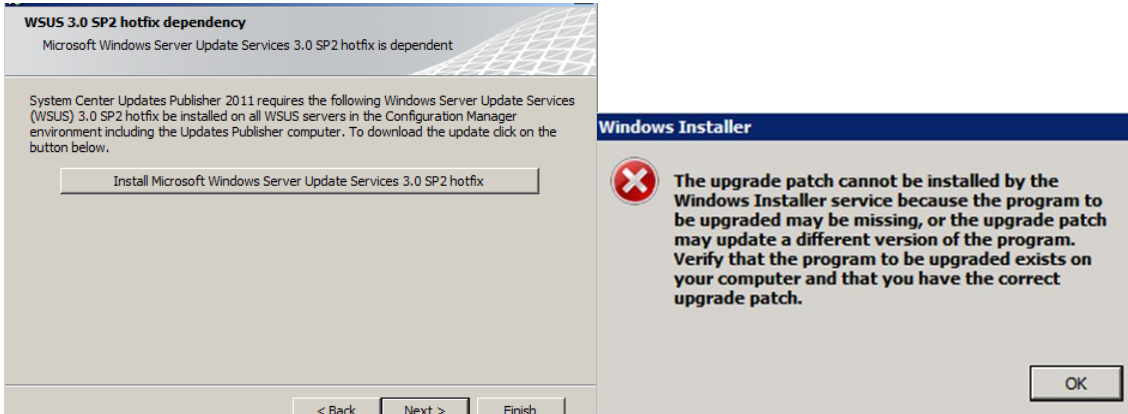 WSUS 3.0 SP2 hotfix dependency
Microsoft Windows Server Update Services 3.0 SP2 hotfix is dependent
System Center Updates Publisher 2011 requires the following Windows Server Update Services
(WSUS) 3.0 SP2 hotfix be installed on all WSUS servers in the Configuration Manager
environment including the Updates Publisher computer. To download the update click on the
button below.
Install Microsoft Windows Server Update Services 3.0 SP2 hotfix
< Back
Next >
Finish
Windows Installer
The upgrade patch cannot be installed by the
Windows Installer service because the program to
be upgraded may be missing, or the upgrade patch
may update a different version of the program.
Verify that the program to be upgraded exists on
your computer and that you have the correct
upgrade patch.
OK